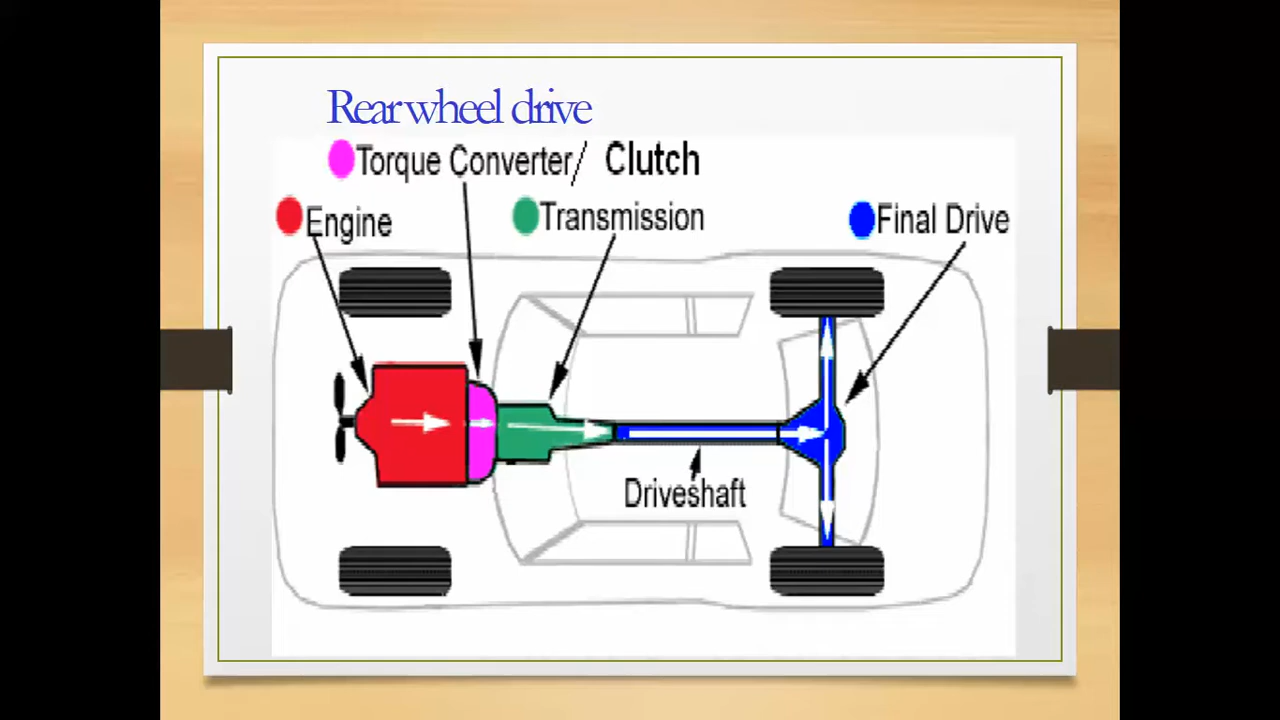 Rear wheel drive
Torque Converter/ Clutch
Engine
Transmission
Final Drive
Driveshaft